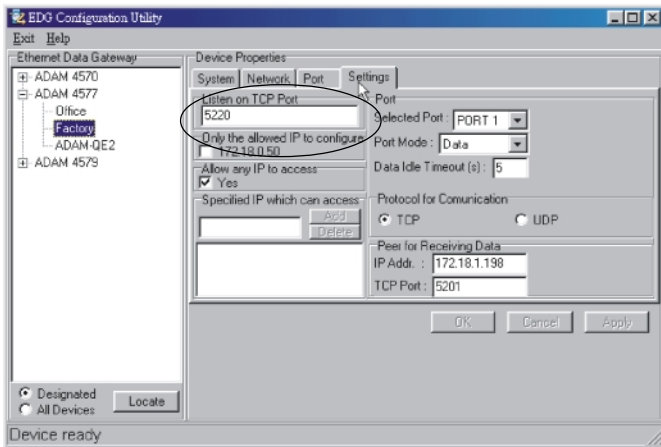 EDG Configuration Utility
Exit Help
Ethernet Data Gateway
ADAM 4570
ADAM 4577
Office
Factory
ADAM-QE2
ADAM 4579
Designated
All Devices
Locate
Device Properties
System Network Port Settings
Listen on TCP Port
5220
Only the allowed IP to configure
172.18.0.50
Allow any IP to access
Yes
Specified IP which can access
Add
Delete
Port
Selected Port : PORT 1
Port Mode : Data
Data Idle Timeout (s) : 5
Protocol for Comunication
TCP UDP
Peer for Receiving Data
IP Addr. : 172.18.1.198
TCP Port : 5201
OK Cancel Apply
Device ready